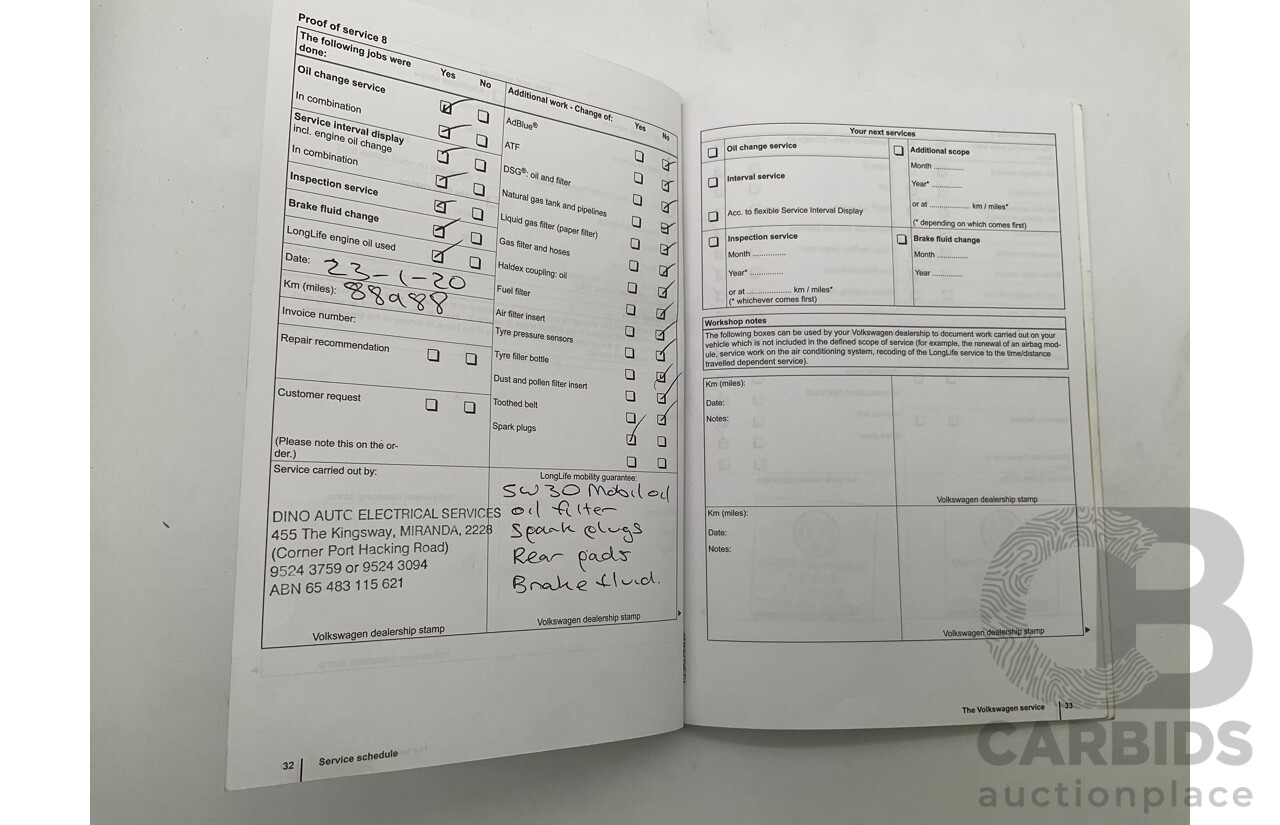 Proof of service 8
The following jobs were done:
Yes
No
Oil change service
In combination
Service interval display
incl. engine oil change
In combination
Inspection service
Brake fluid change
LongLife engine oil used
Date: 23-1-20
Km (miles): 88988
Invoice number:
Repair recommendation
Customer request
(Please note this on the or-
der.)
Additional work - Change of:
Yes
No
AdBlue®
ATF
DSG®: oil and filter
Natural gas tank and pipelines
Liquid gas filter (paper filter)
Gas filter and hoses
Haldex coupling: oil
Fuel filter
Air filter insert
Tyre pressure sensors
Tyre filler bottle
Dust and pollen filter insert
Toothed belt
Spark plugs
Service carried out by:
DINO AUTC ELECTRICAL SERVICES
455 The Kingsway, MIRANDA, 2228
(Corner Port Hacking Road)
9524 3759 or 9524 3094
ABN 65 483 115 621
Volkswagen dealership stamp
LongLife mobility guarantee:
5w30 Mobil oil
oil filter
Spark plugs
Rear pads
Brake fluid.
Volkswagen dealership stamp
32
Service schedule
Your next services
Oil change service
Interval service
Acc. to flexible Service Interval Display
Additional scope
Month ..............
Year* ..............
or at ................... km / miles*
(* depending on which comes first)
Inspection service
Month ..............
Year* ..............
or at .................... km / miles*
(* whichever comes first)
Brake fluid change
Month .............
Year .............
Workshop notes
The following boxes can be used by your Volkswagen dealership to document work carried out on your
vehicle which is not included in the defined scope of service (for example, the renewal of an airbag mod-
ule, service work on the air conditioning system, recoding of the LongLife service to the time/distance
travelled dependent service).
Km (miles):
Date:
Notes:
Volkswagen dealership stamp
Km (miles):
Date:
Notes:
Volkswagen dealership stamp
The Volkswagen service
33
CB
CARBIDS
auctionplace